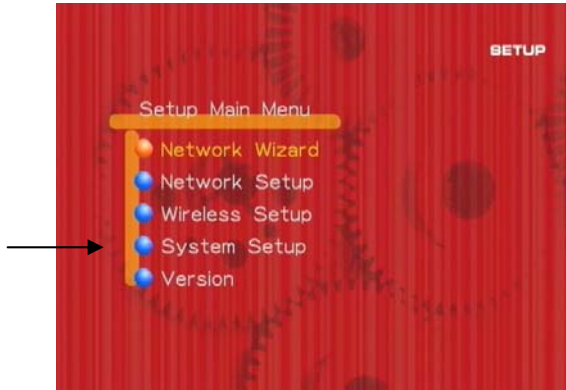 SETUP
Setup Main Menu
Network Wizard
Network Setup
Wireless Setup
System Setup
Version